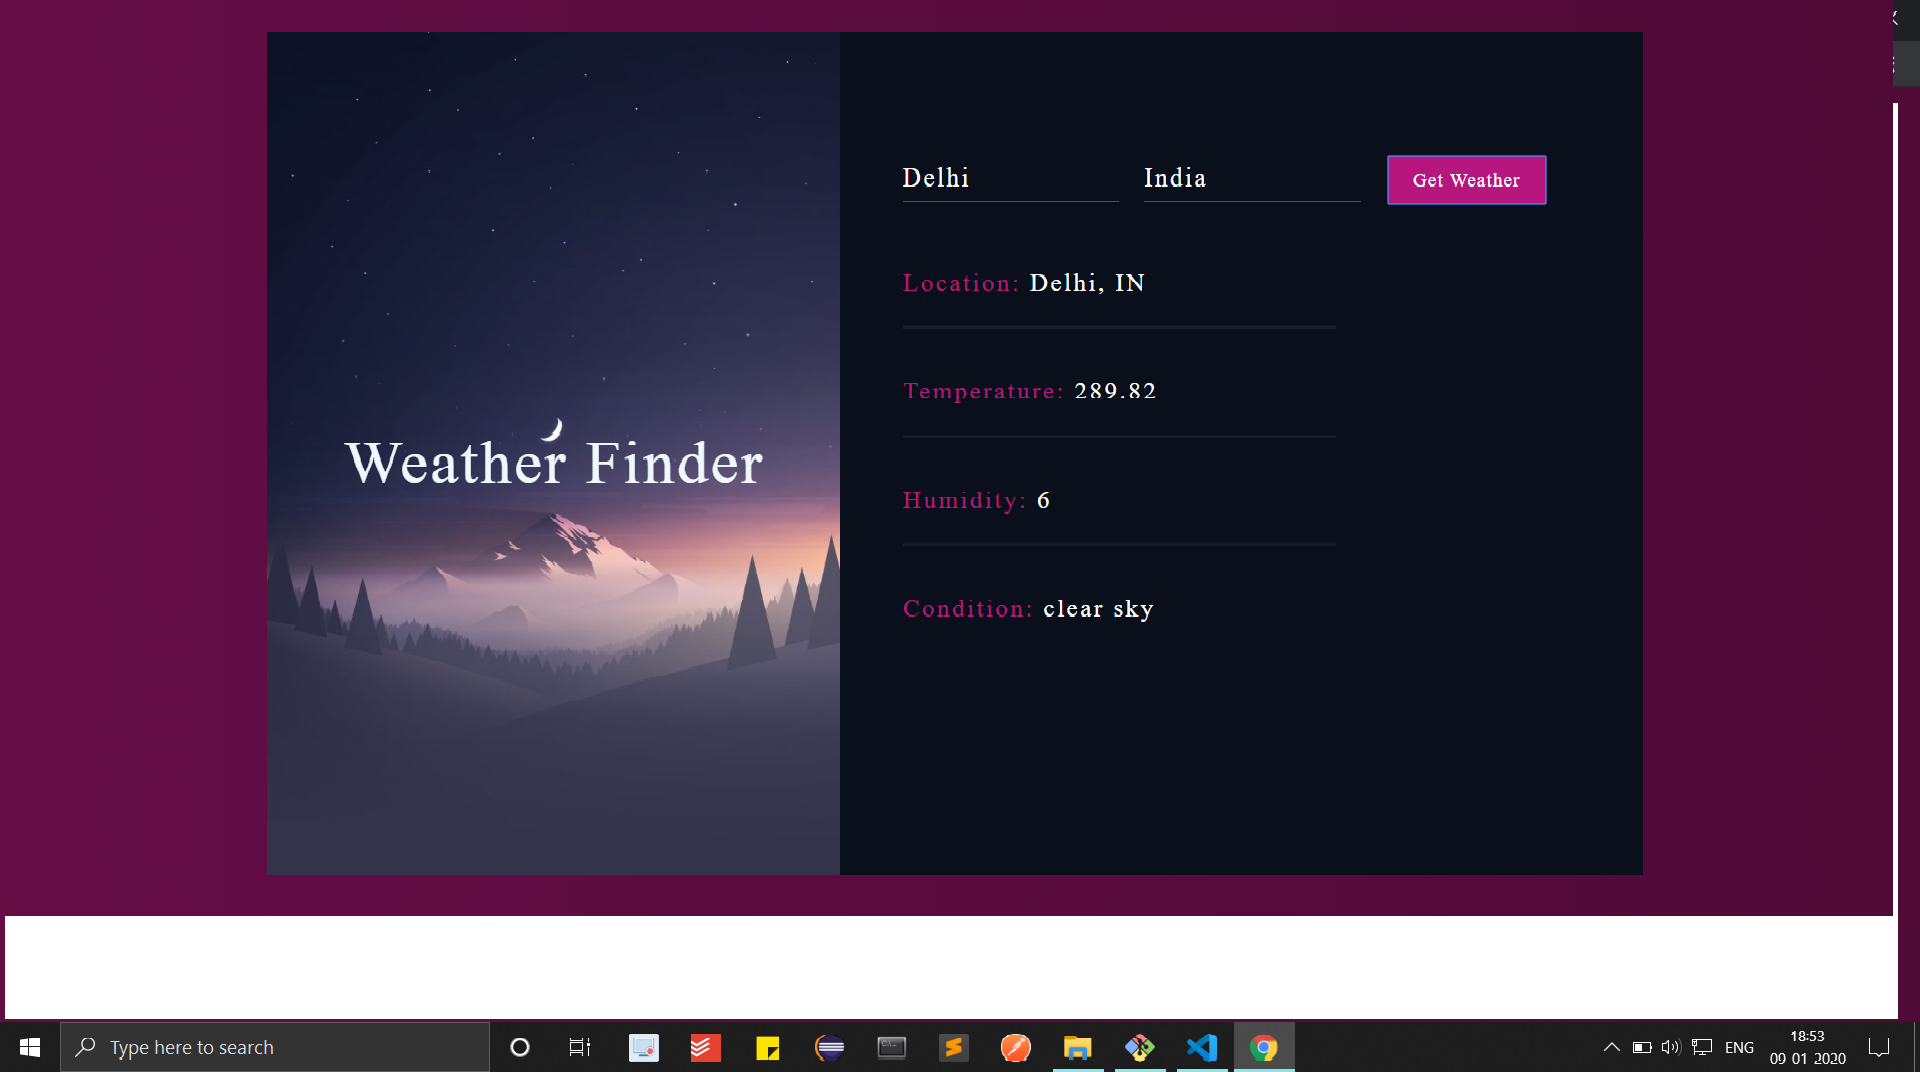 Delhi India Get Weather
Location: Delhi, IN
Temperature: 289.82
Weather Finder
Humidity: 6
Condition: clear sky
Type here to search
ENG
18:53
09-01-2020